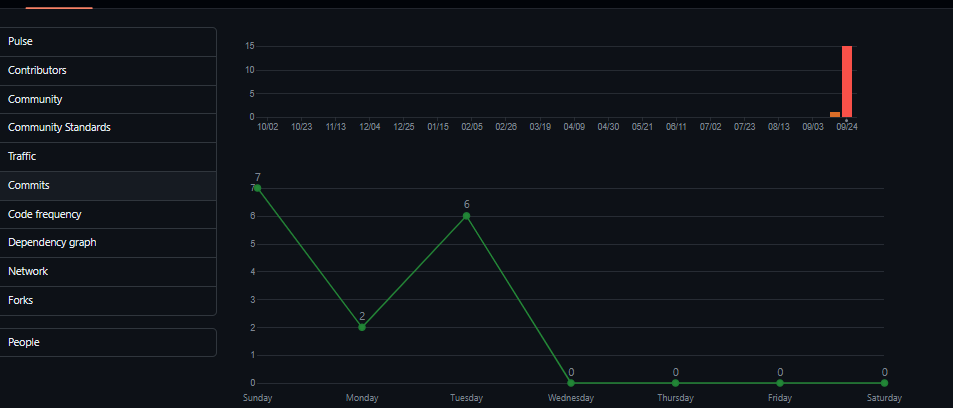 Pulse
Contributors
Community
Community Standards
Traffic
Commits
Code frequency
Dependency graph
Network
Forks
People
15
10
5
0
10/02 10/23 11/13 12/04 12/25 01/15 02/05 02/26 03/19 04/09 04/30 05/21 06/11 07/02 07/23 08/13 09/03 09/24
7
7
6
6
5
4
3
2
2
1
0
0 0 0 0
Sunday Monday Tuesday Wednesday Thursday Friday Saturday